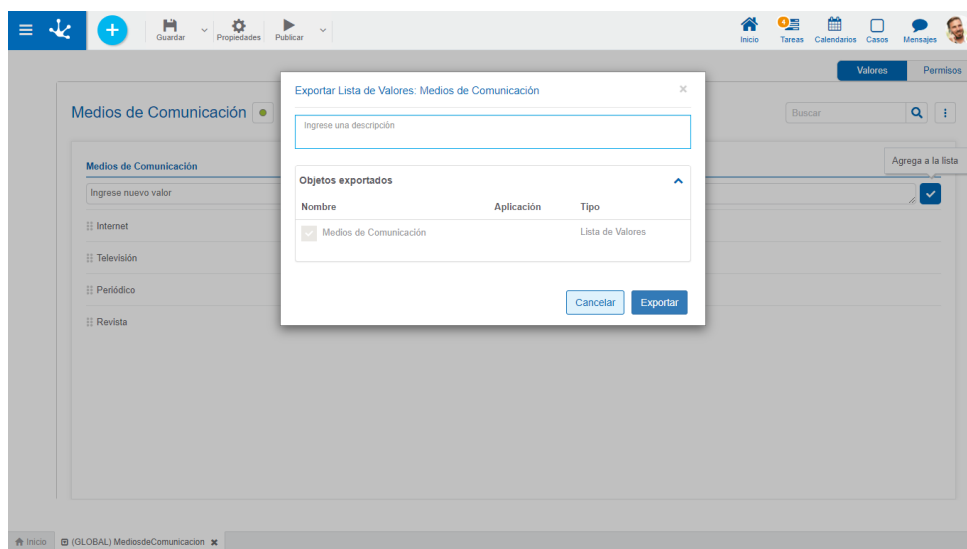 Guardar
Propiedades
Publicar
Inicio
4
Tareas
Calendarios
Casos
Mensajes
Valores
Permisos
Exportar Lista de Valores: Medios de Comunicación
×
Medios de Comunicación
Buscar
Ingrese una descripción
Agrega a la lista
Medios de Comunicación
Objetos exportados
Ingrese nuevo valor
Nombre
Aplicación
Tipo
Internet
Medios de Comunicación
Lista de Valores
Televisión
Periódico
Cancelar
Exportar
Revista
Inicio
(GLOBAL) MediosdeComunicacion